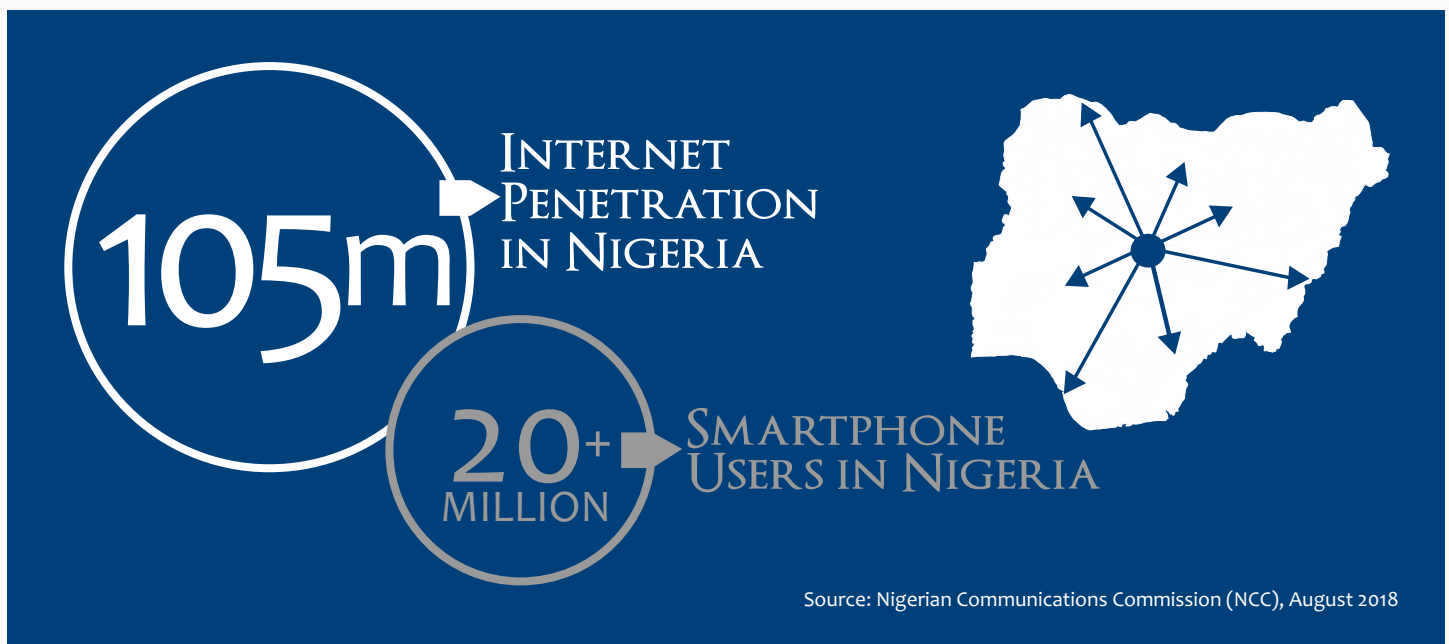 105m
INTERNET
PENETRATION
IN NIGERIA
20+
MILLION
SMARTPHONE
USERS IN NIGERIA
Source: Nigerian Communications Commission (NCC), August 2018